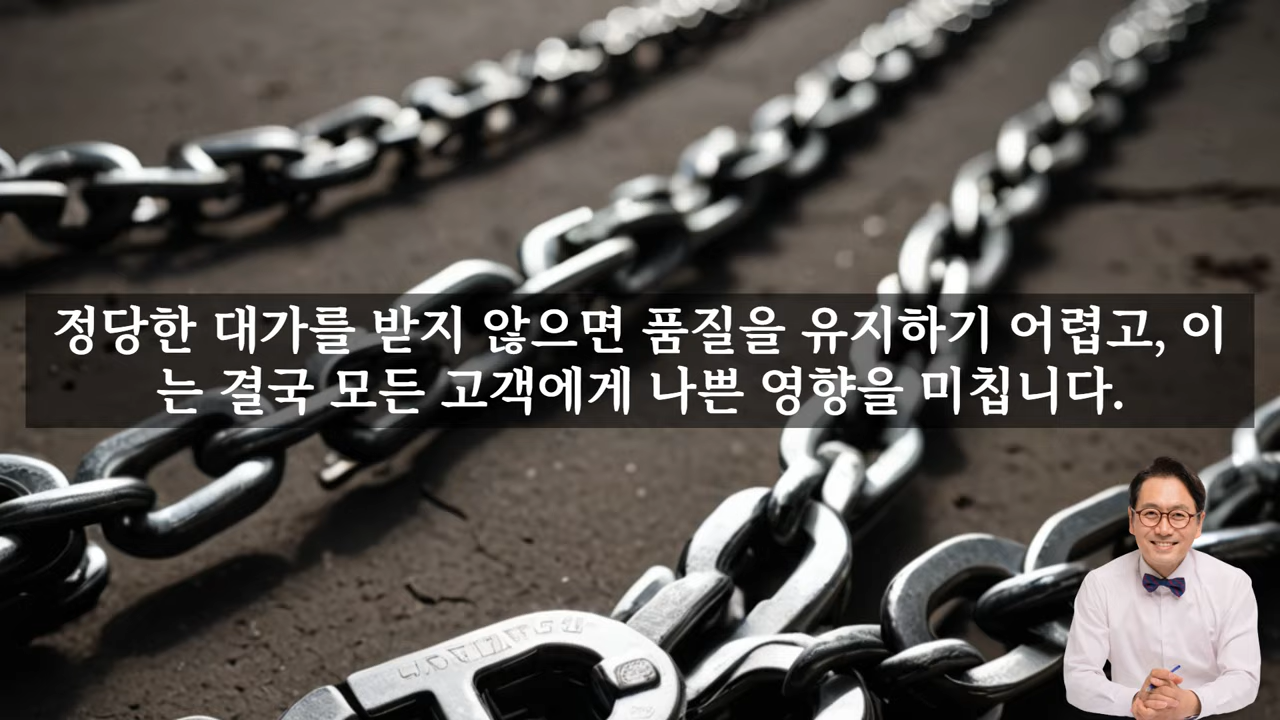 정당한 대가를 받지 않으면 품질을 유지하기 어렵고, 이
는 결국 모든 고객에게 나쁜 영향을 미칩니다.